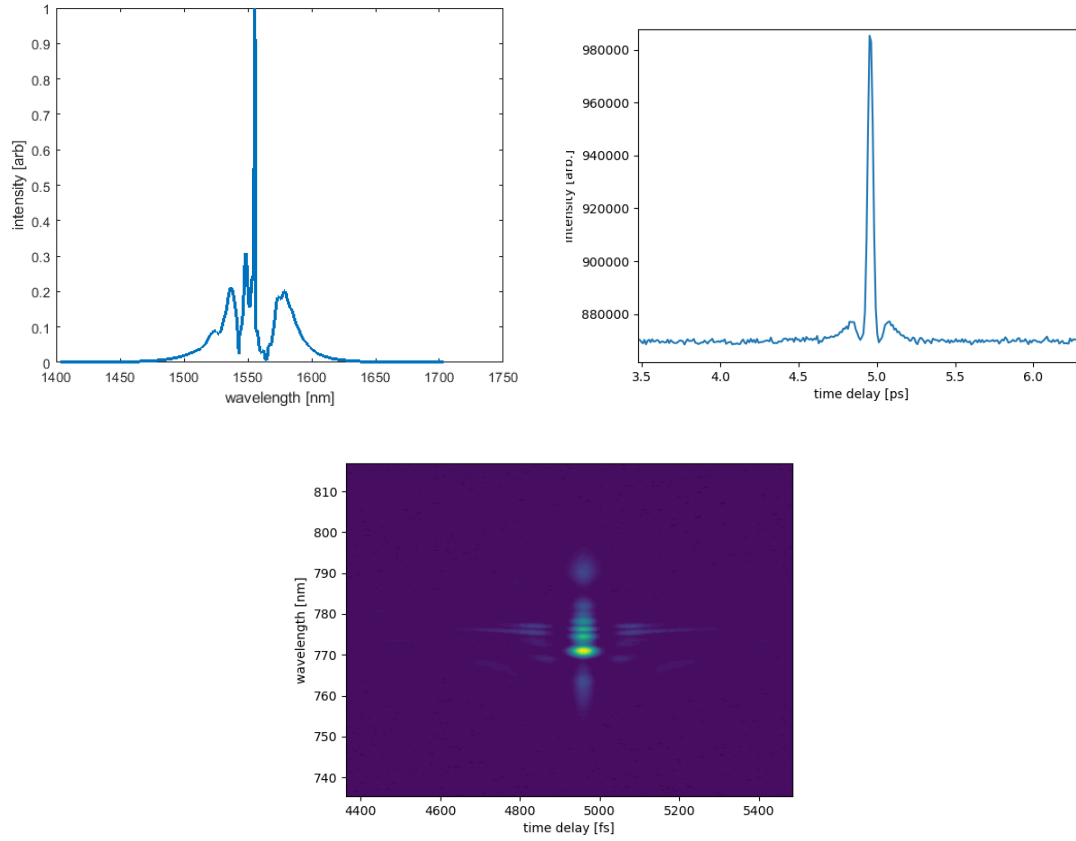 intensity [arb]
1
0.9
0.8
0.7
0.6
0.5
0.4
0.3
0.2
0.1
0
1400 1450 1500 1550 1600 1650 1700 1750
wavelength [nm]
intensity [arb.]
980000
960000
940000
920000
900000
880000
3.5 4.0 4.5 5.0 5.5 6.0
time delay [ps]
wavelength [nm]
810
800
790
780
770
760
750
740
4400 4600 4800 5000 5200 5400
time delay [fs]